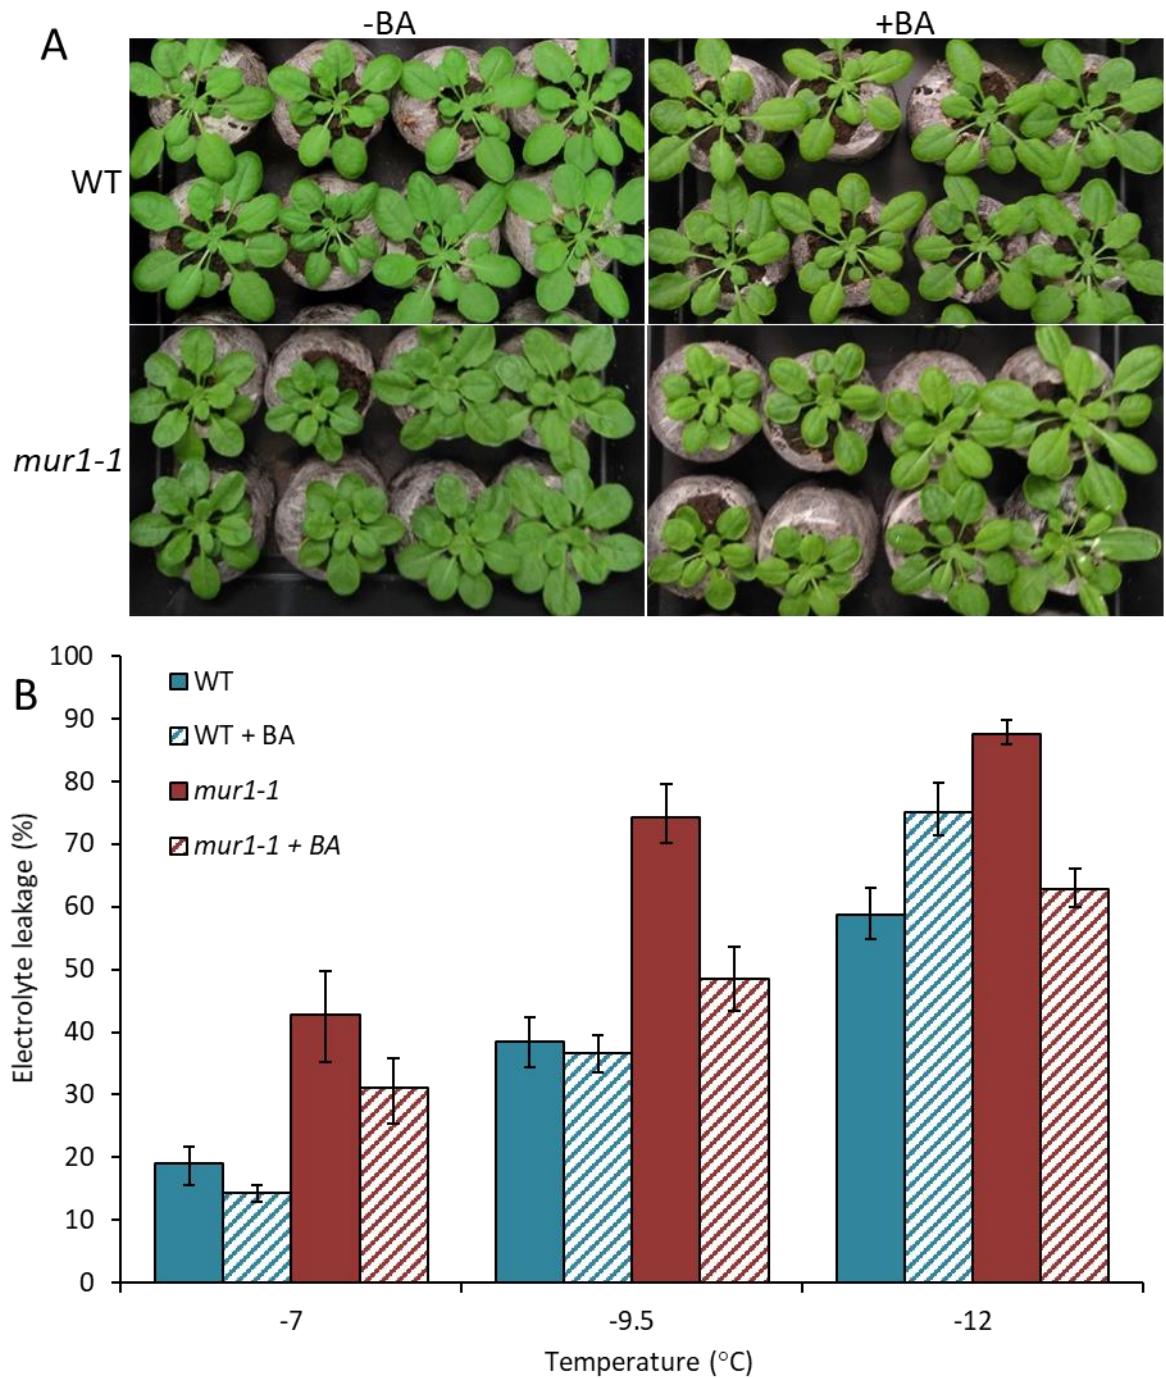 A
-BA
+BA
WT
mur1-1
B
100
90
80
70
60
50
40
30
20
10
0
Electrolyte leakage (%)
WT
WT + BA
mur1-1
mur1-1 + BA
-7
-9.5
-12
Temperature (°C)